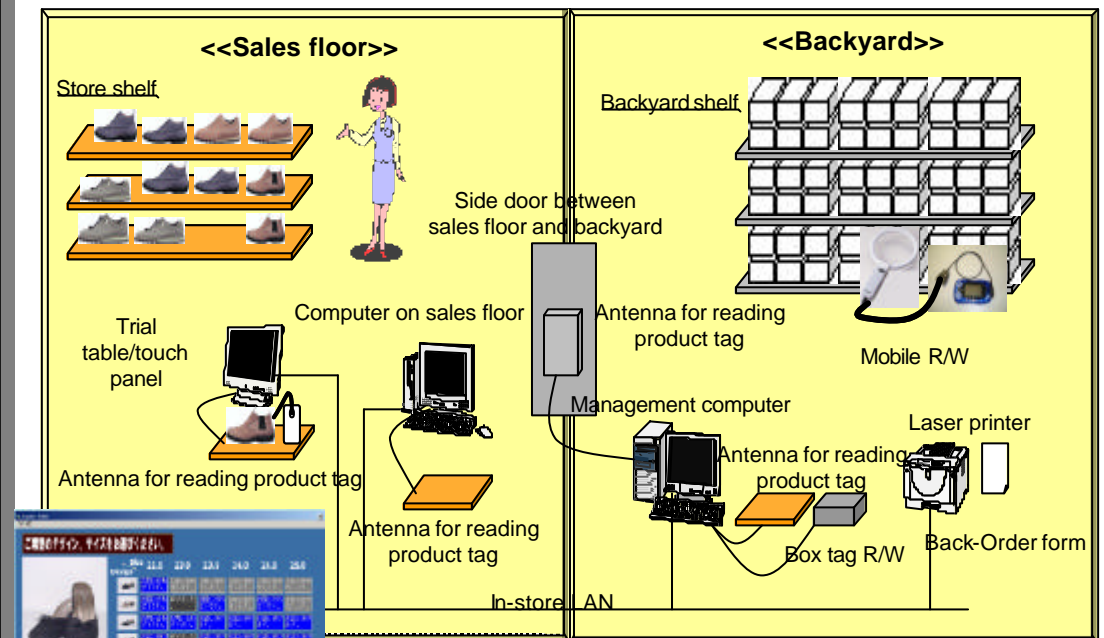 <<Sales floor>>
<<Backyard>>
Store shelf
Backyard shelf
Side door between
sales floor and backyard
Computer on sales floor
Antenna for reading
product tag
Trial
table/touch
panel
Mobile R/W
Management computer
Laser printer
Antenna for reading product tag
Antenna for reading
product tag
Antenna for reading
product tag
Box tag R/W
Back-Order form
In-store LAN